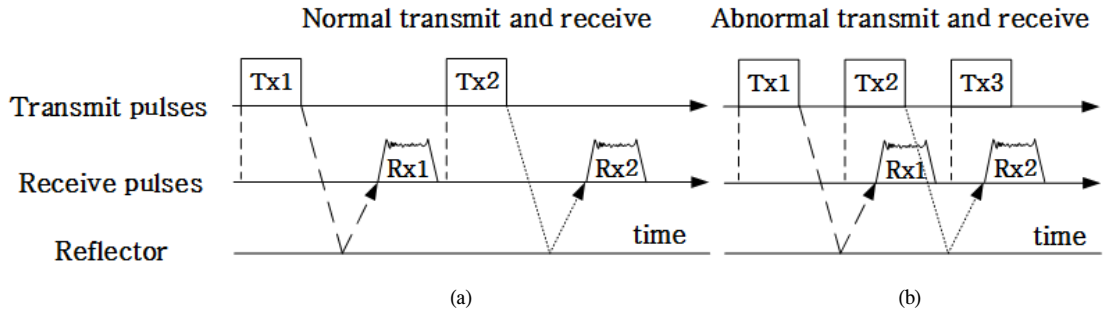 Normal transmit and receive
Abnormal transmit and receive
Tx1
Tx2
Tx1
Tx2
Tx3
Transmit pulses
Rx1
Rx2
Rx1
Rx2
Receive pulses
time
time
Reflector
(a)
(b)